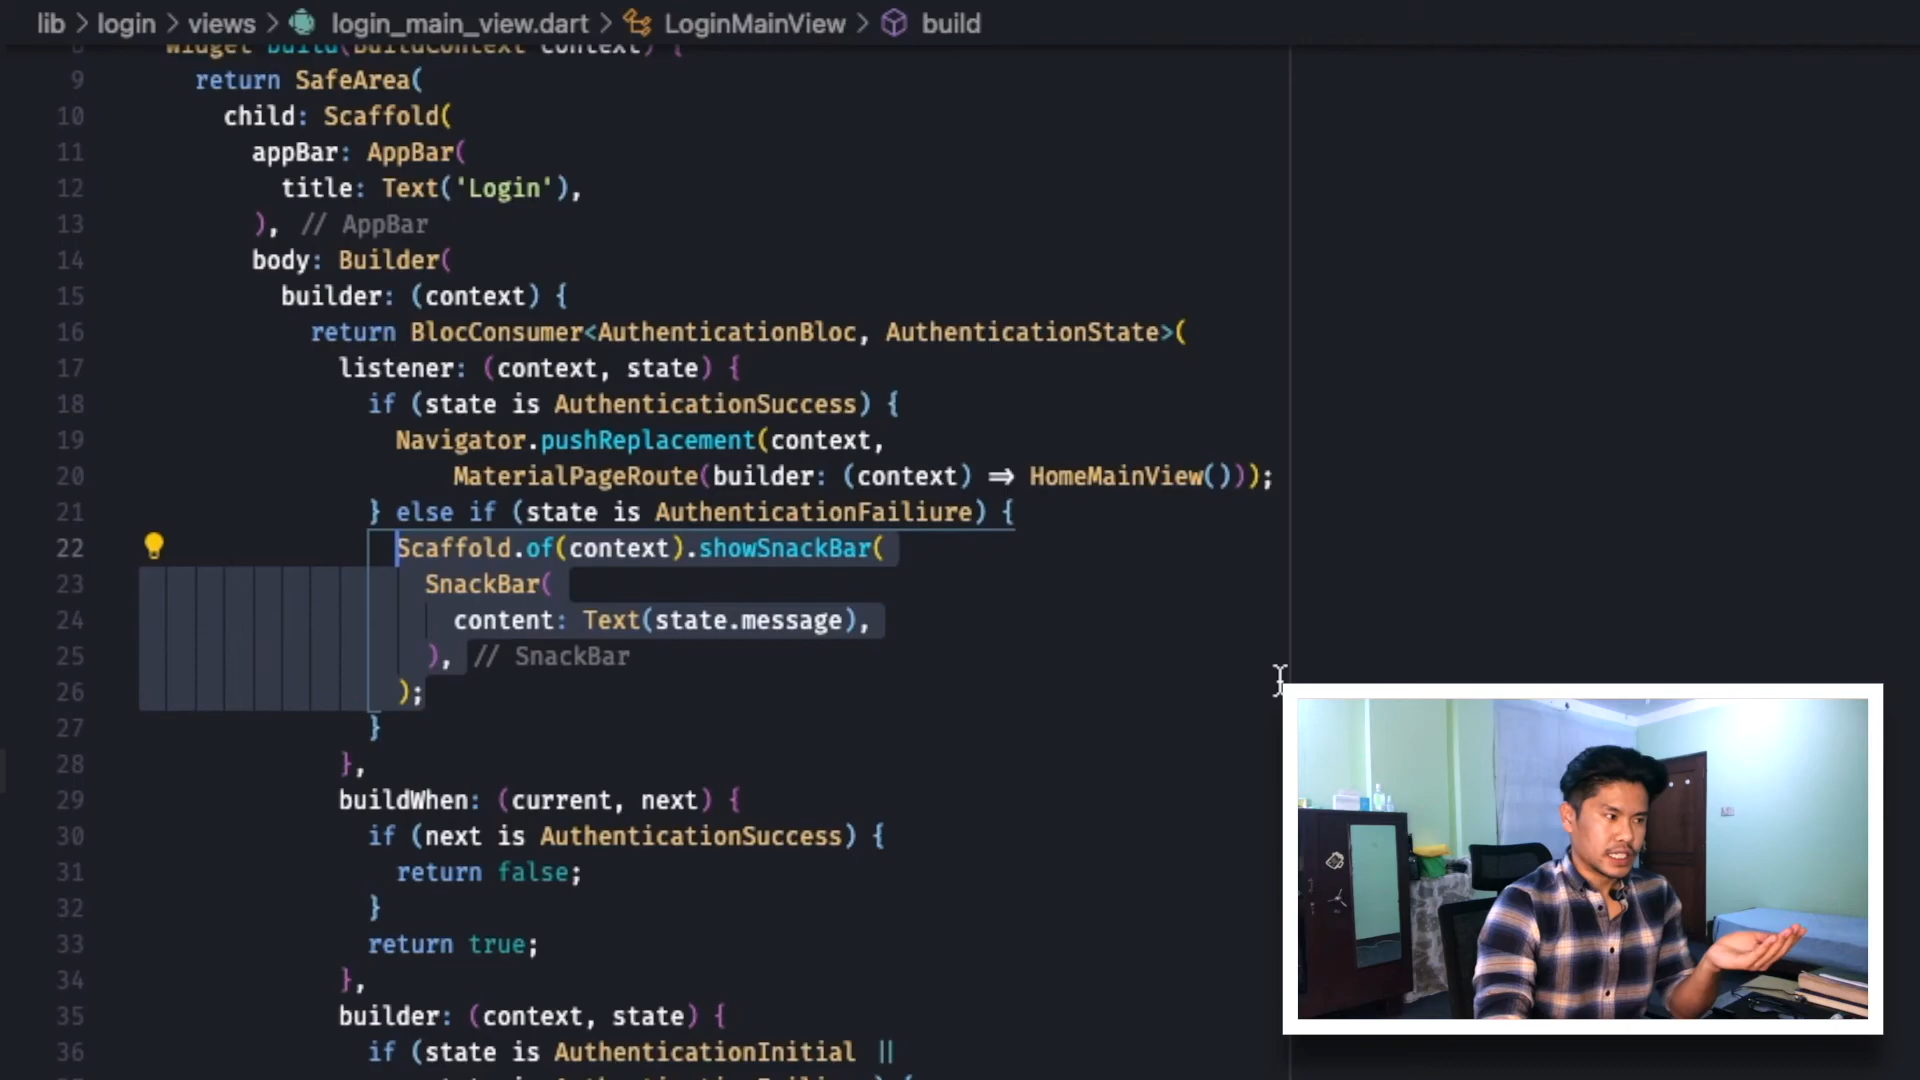 lib > login > views > login_main_view.dart > LoginMainView > build
8 Widget build(BuildContext context) {
9 return SafeArea(
10 child: Scaffold(
11 appBar: AppBar(
12 title: Text('Login'),
13 ), // AppBar
14 body: Builder(
15 builder: (context) {
16 return BlocConsumer<AuthenticationBloc, AuthenticationState>(
17 listener: (context, state) {
18 if (state is AuthenticationSuccess) {
19 Navigator.pushReplacement(context,
20 MaterialPageRoute(builder: (context) => HomeMainView()));
21 } else if (state is AuthenticationFailiure) {
22 Scaffold.of(context).showSnackBar(
23 SnackBar(
24 content: Text(state.message),
25 ), // SnackBar
26 );
27 }
28 },
29 buildWhen: (current, next) {
30 if (next is AuthenticationSuccess) {
31 return false;
32 }
33 return true;
34 },
35 builder: (context, state) {
36 if (state is AuthenticationInitial ||